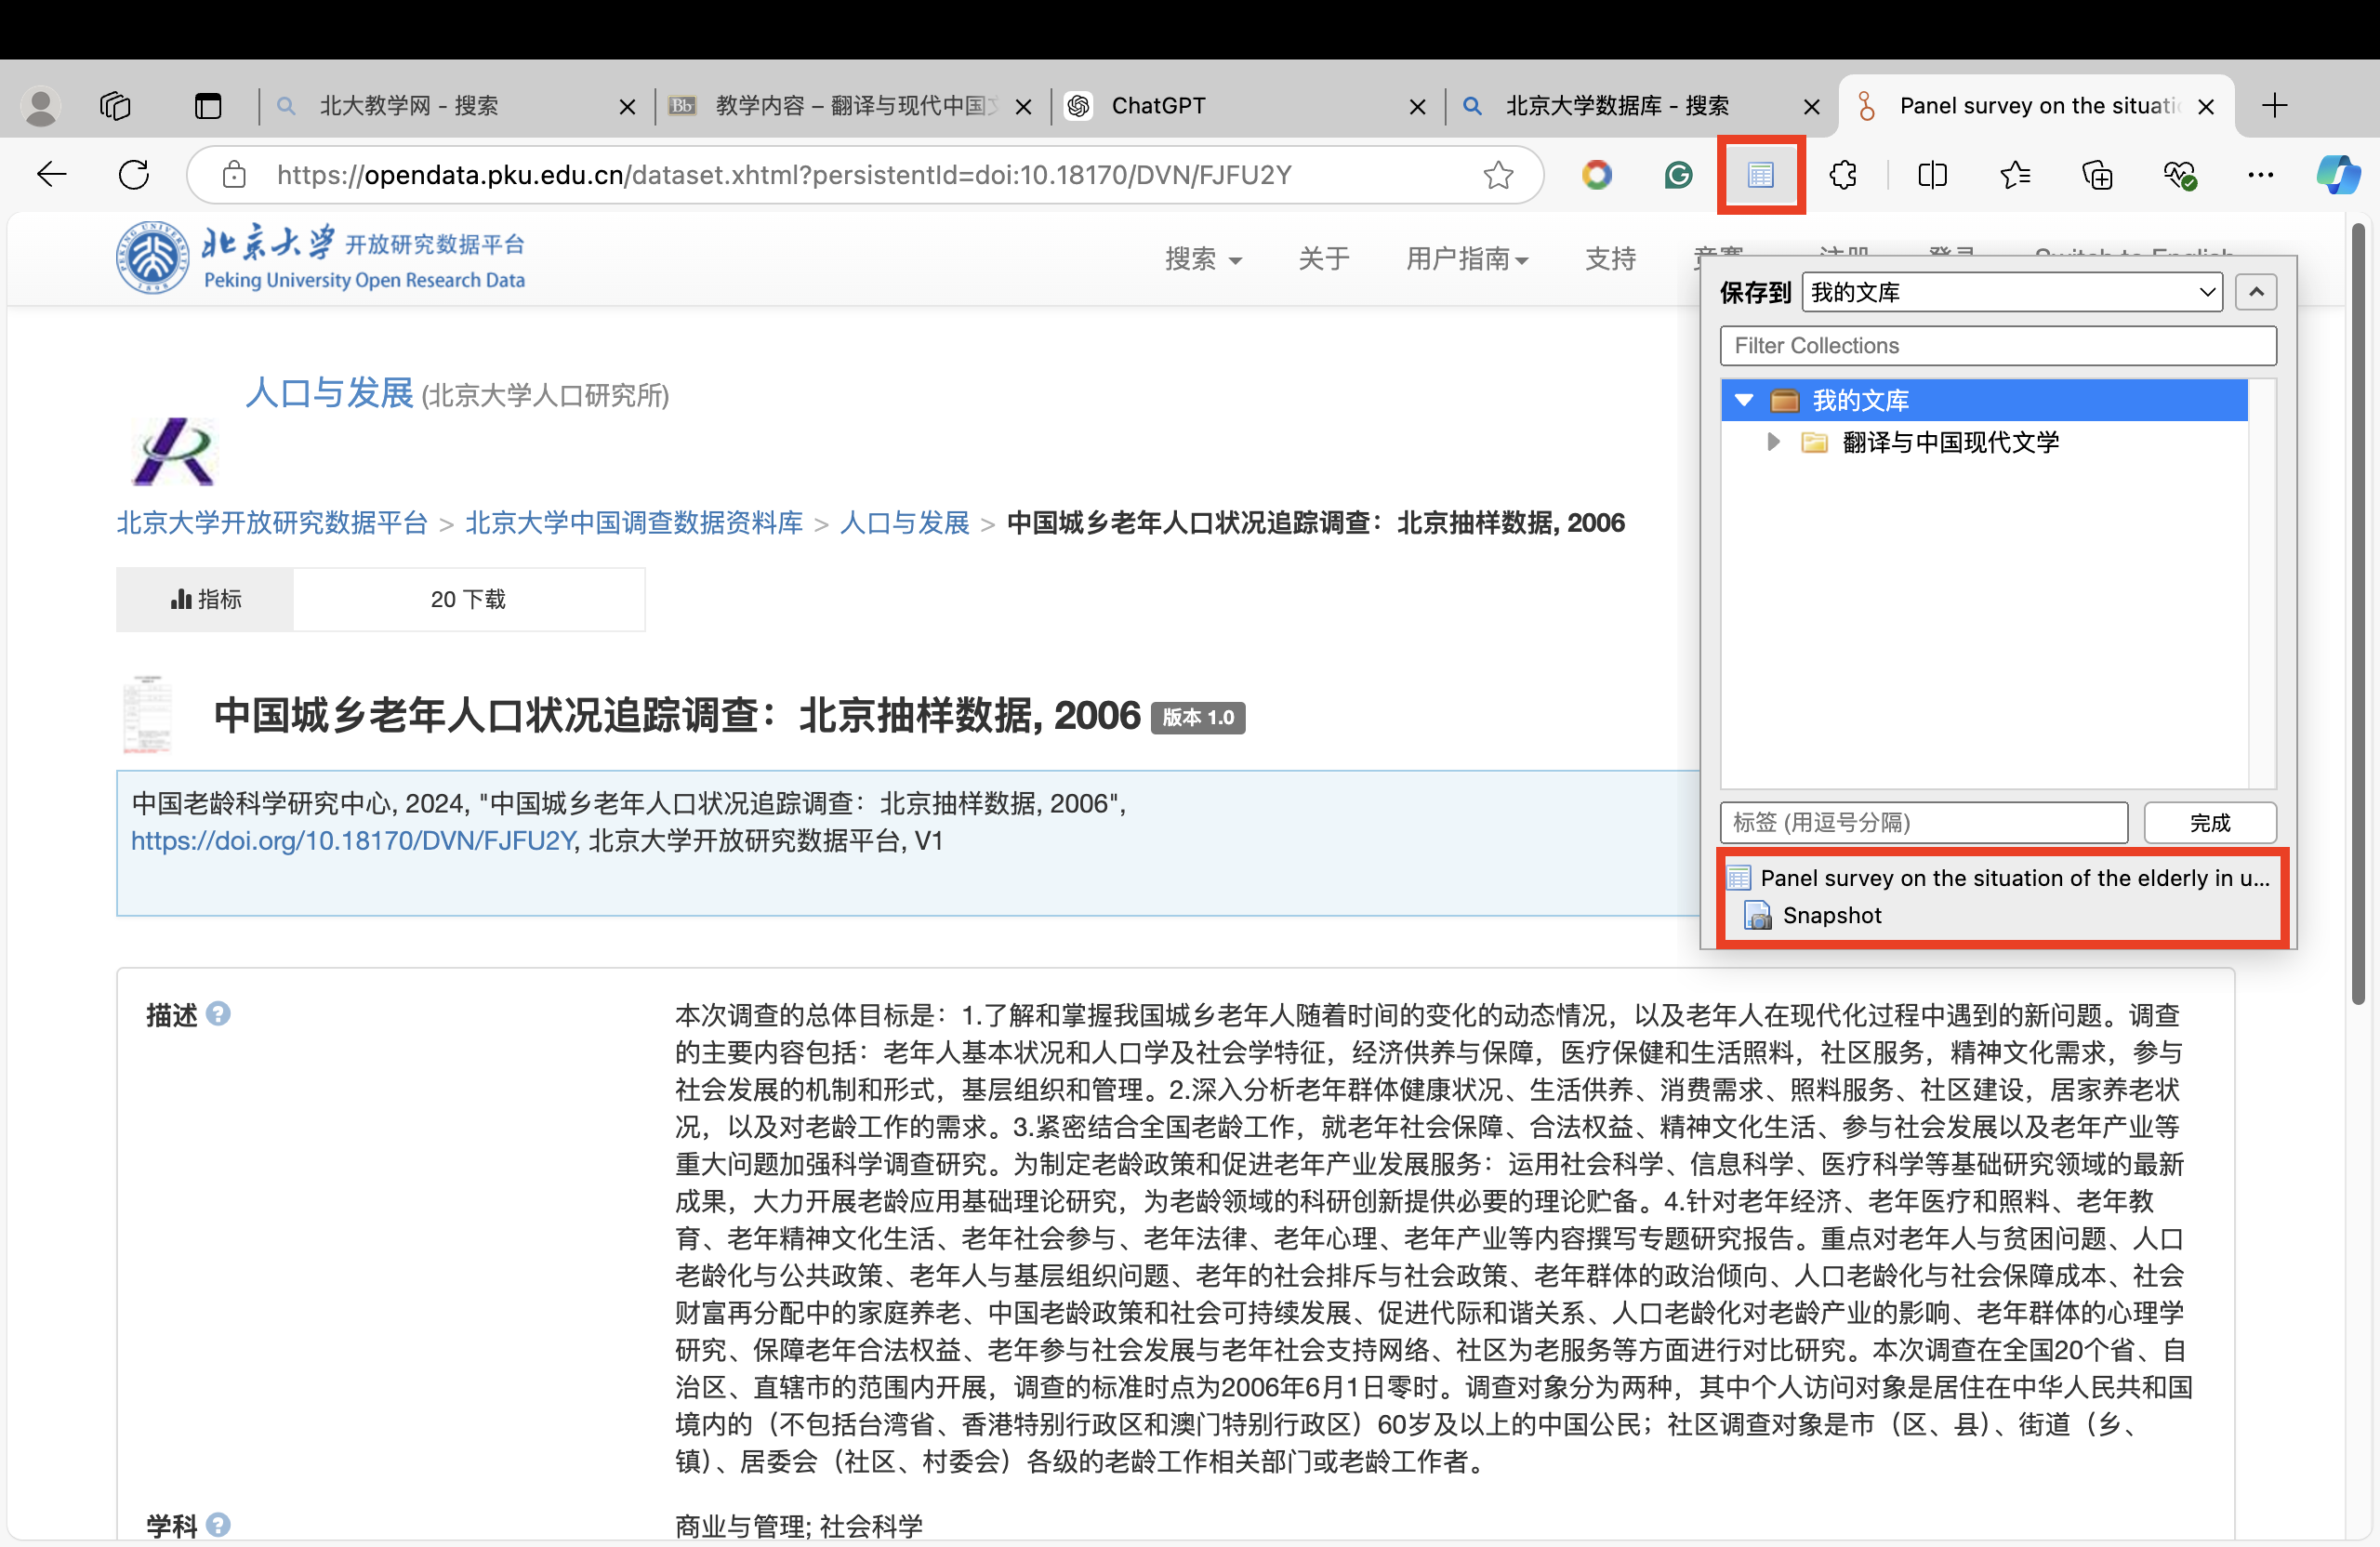 北大教学网 - 搜索
Bb 教学内容 – 翻译与现代中国文
ChatGPT
北京大学数据库 - 搜索
Panel survey on the situati
https://opendata.pku.edu.cn/dataset.xhtml?persistentId=doi:10.18170/DVN/FJFU2Y
北京大学 开放研究数据平台
Peking University Open Research Data
搜索 关于 用户指南 支持 竞赛 注册 登录 Switch to English
保存到 我的文库
Filter Collections
我的文库
翻译与中国现代文学
标签 (用逗号分隔) 完成
Panel survey on the situation of the elderly in u...
Snapshot
人口与发展 (北京大学人口研究所)
北京大学开放研究数据平台 > 北京大学中国调查数据资料库 > 人口与发展 > 中国城乡老年人口状况追踪调查：北京抽样数据, 2006
指标 20 下载
中国城乡老年人口状况追踪调查：北京抽样数据, 2006 版本 1.0
中国老龄科学研究中心, 2024, "中国城乡老年人口状况追踪调查：北京抽样数据, 2006",
https://doi.org/10.18170/DVN/FJFU2Y, 北京大学开放研究数据平台, V1
描述
本次调查的总体目标是：1.了解和掌握我国城乡老年人随着时间的变化的动态情况，以及老年人在现代化过程中遇到的新问题。调查
的主要内容包括：老年人基本状况和人口学及社会学特征，经济供养与保障，医疗保健和生活照料，社区服务，精神文化需求，参与
社会发展的机制和形式，基层组织和管理。2.深入分析老年群体健康状况、生活供养、消费需求、照料服务、社区建设，居家养老状
况，以及对老龄工作的需求。3.紧密结合全国老龄工作，就老年社会保障、合法权益、精神文化生活、参与社会发展以及老年产业等
重大问题加强科学调查研究。为制定老龄政策和促进老年产业发展服务：运用社会科学、信息科学、医疗科学等基础研究领域的最新
成果，大力开展老龄应用基础理论研究，为老龄领域的科研创新提供必要的理论贮备。4.针对老年经济、老年医疗和照料、老年教
育、老年精神文化生活、老年社会参与、老年法律、老年心理、老年产业等内容撰写专题研究报告。重点对老年人与贫困问题、人口
老龄化与公共政策、老年人与基层组织问题、老年的社会排斥与社会政策、老年群体的政治倾向、人口老龄化与社会保障成本、社会
财富再分配中的家庭养老、中国老龄政策和社会可持续发展、促进代际和谐关系、人口老龄化对老龄产业的影响、老年群体的心理学
研究、保障老年合法权益、老年参与社会发展与老年社会支持网络、社区为老服务等方面进行对比研究。本次调查在全国20个省、自
治区、直辖市的范围内开展，调查的标准时点为2006年6月1日零时。调查对象分为两种，其中个人访问对象是居住在中华人民共和国
境内的（不包括台湾省、香港特别行政区和澳门特别行政区）60岁及以上的中国公民；社区调查对象是市（区、县）、街道（乡、
镇）、居委会（社区、村委会）各级的老龄工作相关部门或老龄工作者。
学科
商业与管理; 社会科学